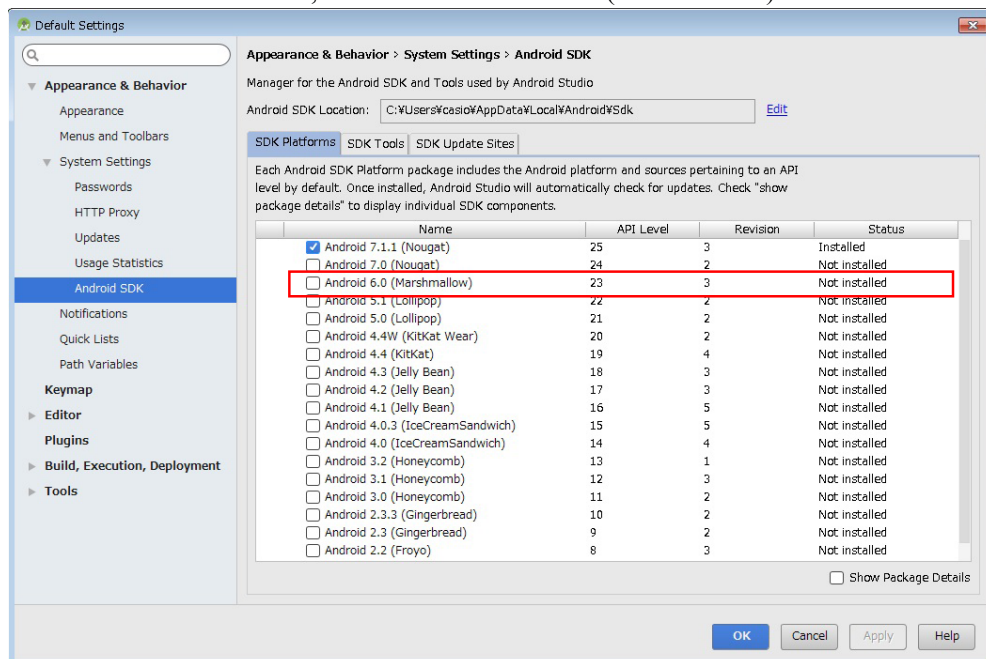 Default Settings
Appearance & Behavior > System Settings > Android SDK
Manager for the Android SDK and Tools used by Android Studio
Android SDK Location: C:¥Users¥casio¥AppData¥Local¥Android¥Sdk Edit
Appearance & Behavior
Appearance
Menus and Toolbars
System Settings
Passwords
HTTP Proxy
Updates
Usage Statistics
Android SDK
Notifications
Quick Lists
Path Variables
Keymap
Editor
Plugins
Build, Execution, Deployment
Tools
SDK Platforms SDK Tools SDK Update Sites
Each Android SDK Platform package includes the Android platform and sources pertaining to an API
level by default. Once installed, Android Studio will automatically check for updates. Check "show
package details" to display individual SDK components.
Name API Level Revision Status
Android 7.1.1 (Nougat) 25 3 Installed
Android 7.0 (Nougat) 24 2 Not installed
Android 6.0 (Marshmallow) 23 3 Not installed
Android 5.1 (Lollipop) 22 2 Not installed
Android 5.0 (Lollipop) 21 2 Not installed
Android 4.4W (KitKat Wear) 20 2 Not installed
Android 4.4 (KitKat) 19 4 Not installed
Android 4.3 (Jelly Bean) 18 3 Not installed
Android 4.2 (Jelly Bean) 17 3 Not installed
Android 4.1 (Jelly Bean) 16 5 Not installed
Android 4.0.3 (IceCreamSandwich) 15 5 Not installed
Android 4.0 (IceCreamSandwich) 14 4 Not installed
Android 3.2 (Honeycomb) 13 1 Not installed
Android 3.1 (Honeycomb) 12 3 Not installed
Android 3.0 (Honeycomb) 11 2 Not installed
Android 2.3.3 (Gingerbread) 10 2 Not installed
Android 2.3 (Gingerbread) 9 2 Not installed
Android 2.2 (Froyo) 8 3 Not installed
Show Package Details
OK Cancel Apply Help